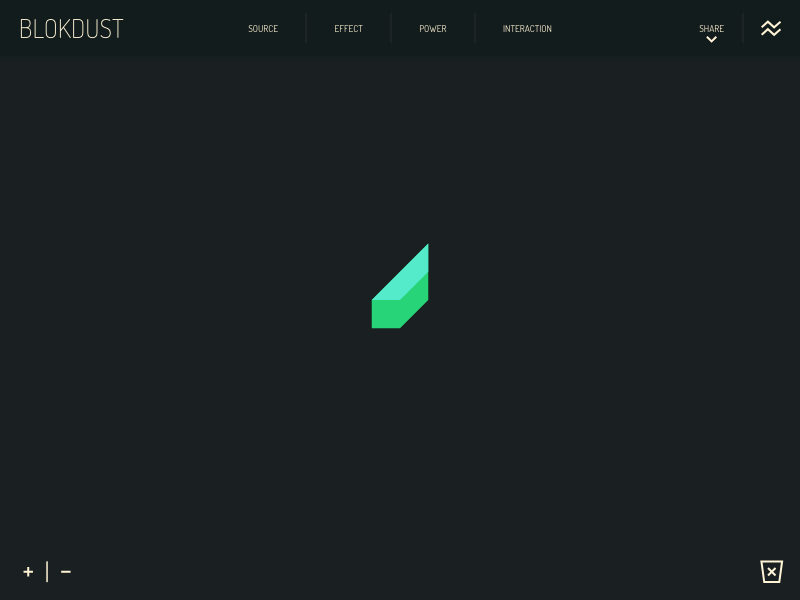 BLOKDUST
SOURCE
EFFECT
POWER
INTERACTION
SHARE